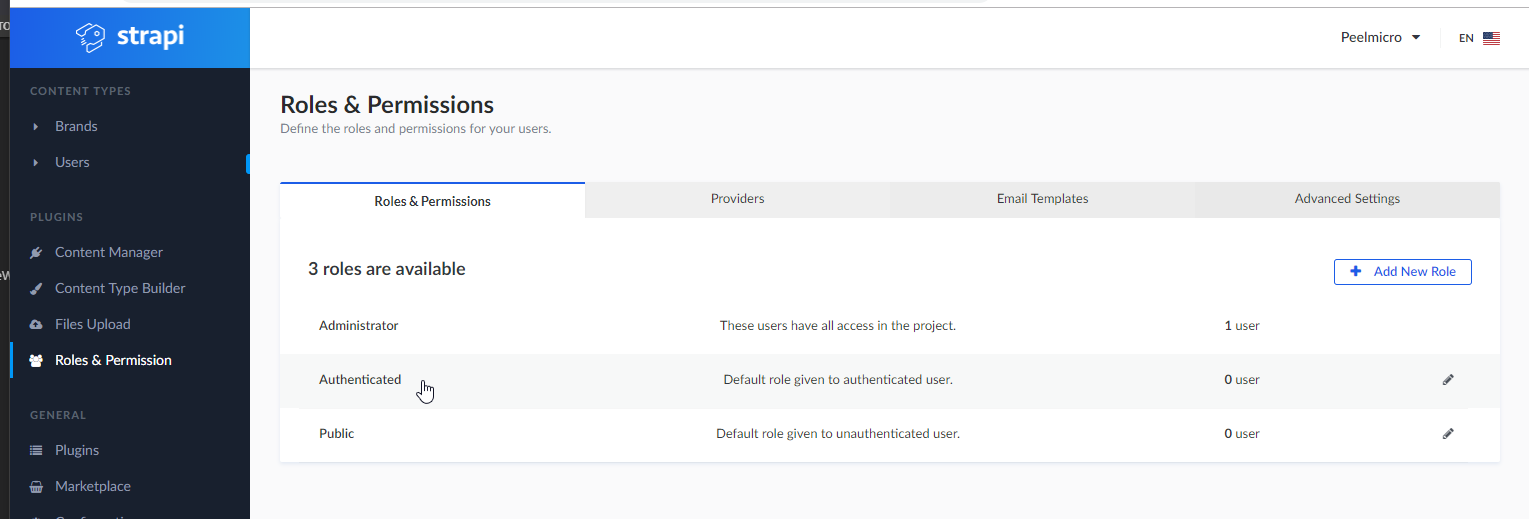 strapi
Peelmicro
EN
CONTENT TYPES
Brands
Users
PLUGINS
Content Manager
Content Type Builder
Files Upload
Roles & Permission
GENERAL
Plugins
Marketplace
Roles & Permissions
Define the roles and permissions for your users.
Roles & Permissions Providers Email Templates Advanced Settings
3 roles are available
Add New Role
Administrator These users have all access in the project. 1 user
Authenticated Default role given to authenticated user. 0 user
Public Default role given to unauthenticated user. 0 user